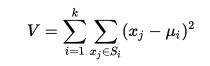 V = \sum_{i=1}^{k} \sum_{x_j \in S_i} (x_j - \mu_i)^2